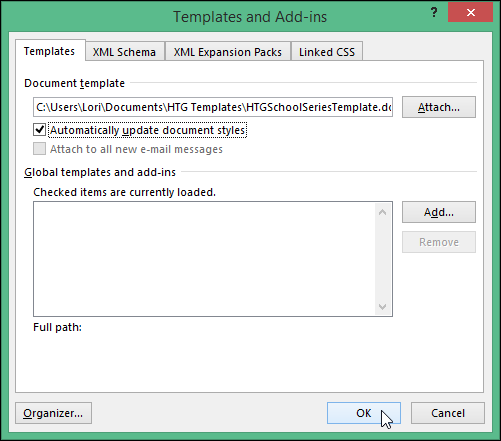 Templates and Add-ins
?
Templates XML Schema XML Expansion Packs Linked CSS
Document template
C:\Users\Lori\Documents\HTG Templates\HTGSchoolSeriesTemplate.dc Attach...
Automatically update document styles
Attach to all new e-mail messages
Global templates and add-ins
Checked items are currently loaded.
Add...
Remove
Full path:
Organizer... OK Cancel